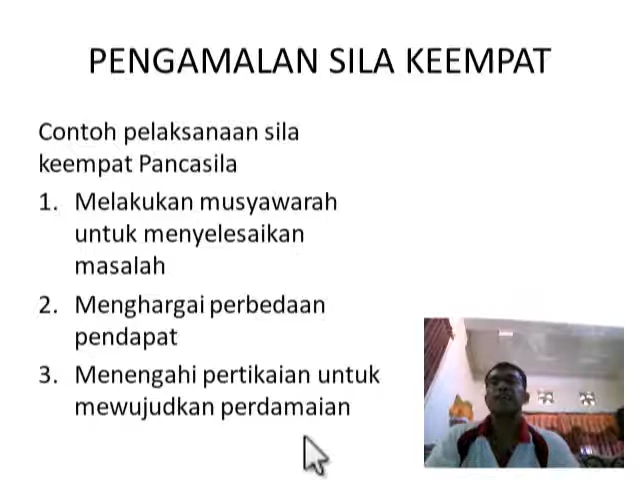 PENGAMALAN SILA KEEMPAT
Contoh pelaksanaan sila
keempat Pancasila
1. Melakukan musyawarah
untuk menyelesaikan
masalah
2. Menghargai perbedaan
pendapat
3. Menengahi pertikaian untuk
mewujudkan perdamaian